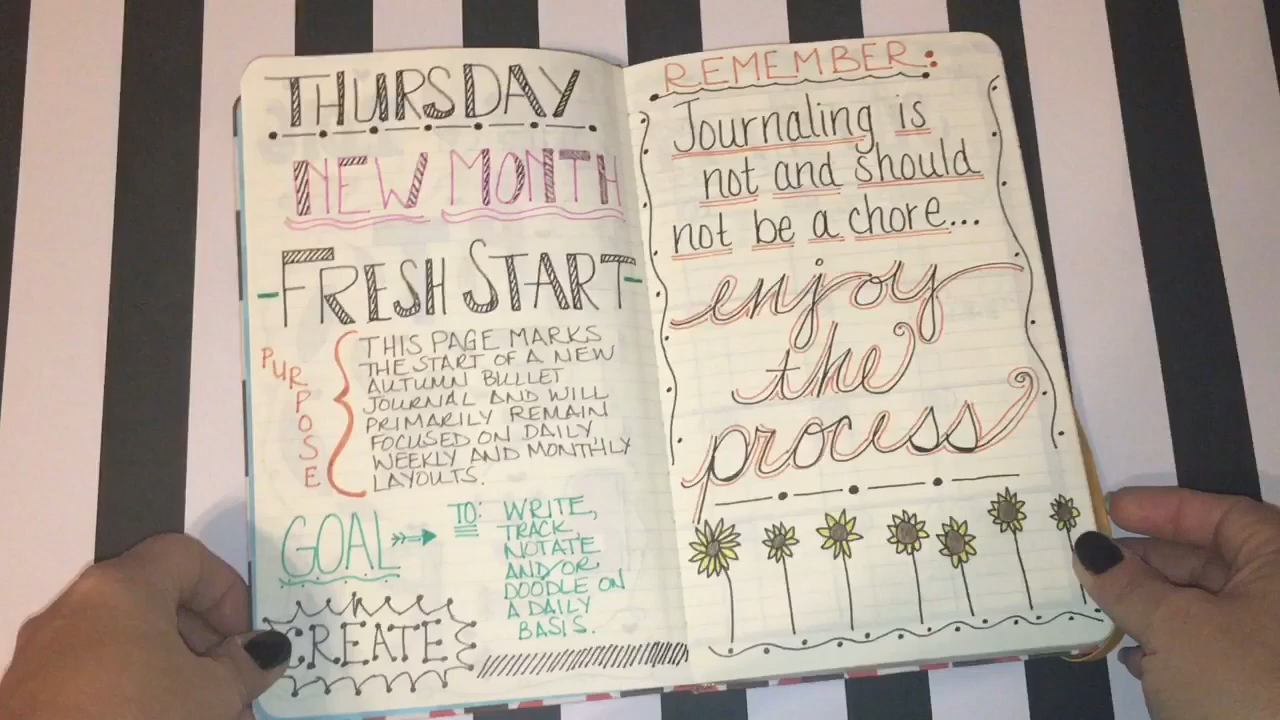 THURSDAY
NEW MONTH
FRESH START
PURPOSE
THIS PAGE MARKS
THE START OF A NEW
AUTUMN BULLET
JOURNAL AND WILL
PRIMARILY REMAIN
FOCUSED ON DAILY,
WEEKLY AND MONTHLY
LAYOUTS.
GOAL
TO: WRITE,
TRACK,
NOTATE
AND/OR
DOODLE ON
A DAILY
BASIS.
CREATE
REMEMBER:
Journaling is
not and should
not be a chore...
enjoy
the
process